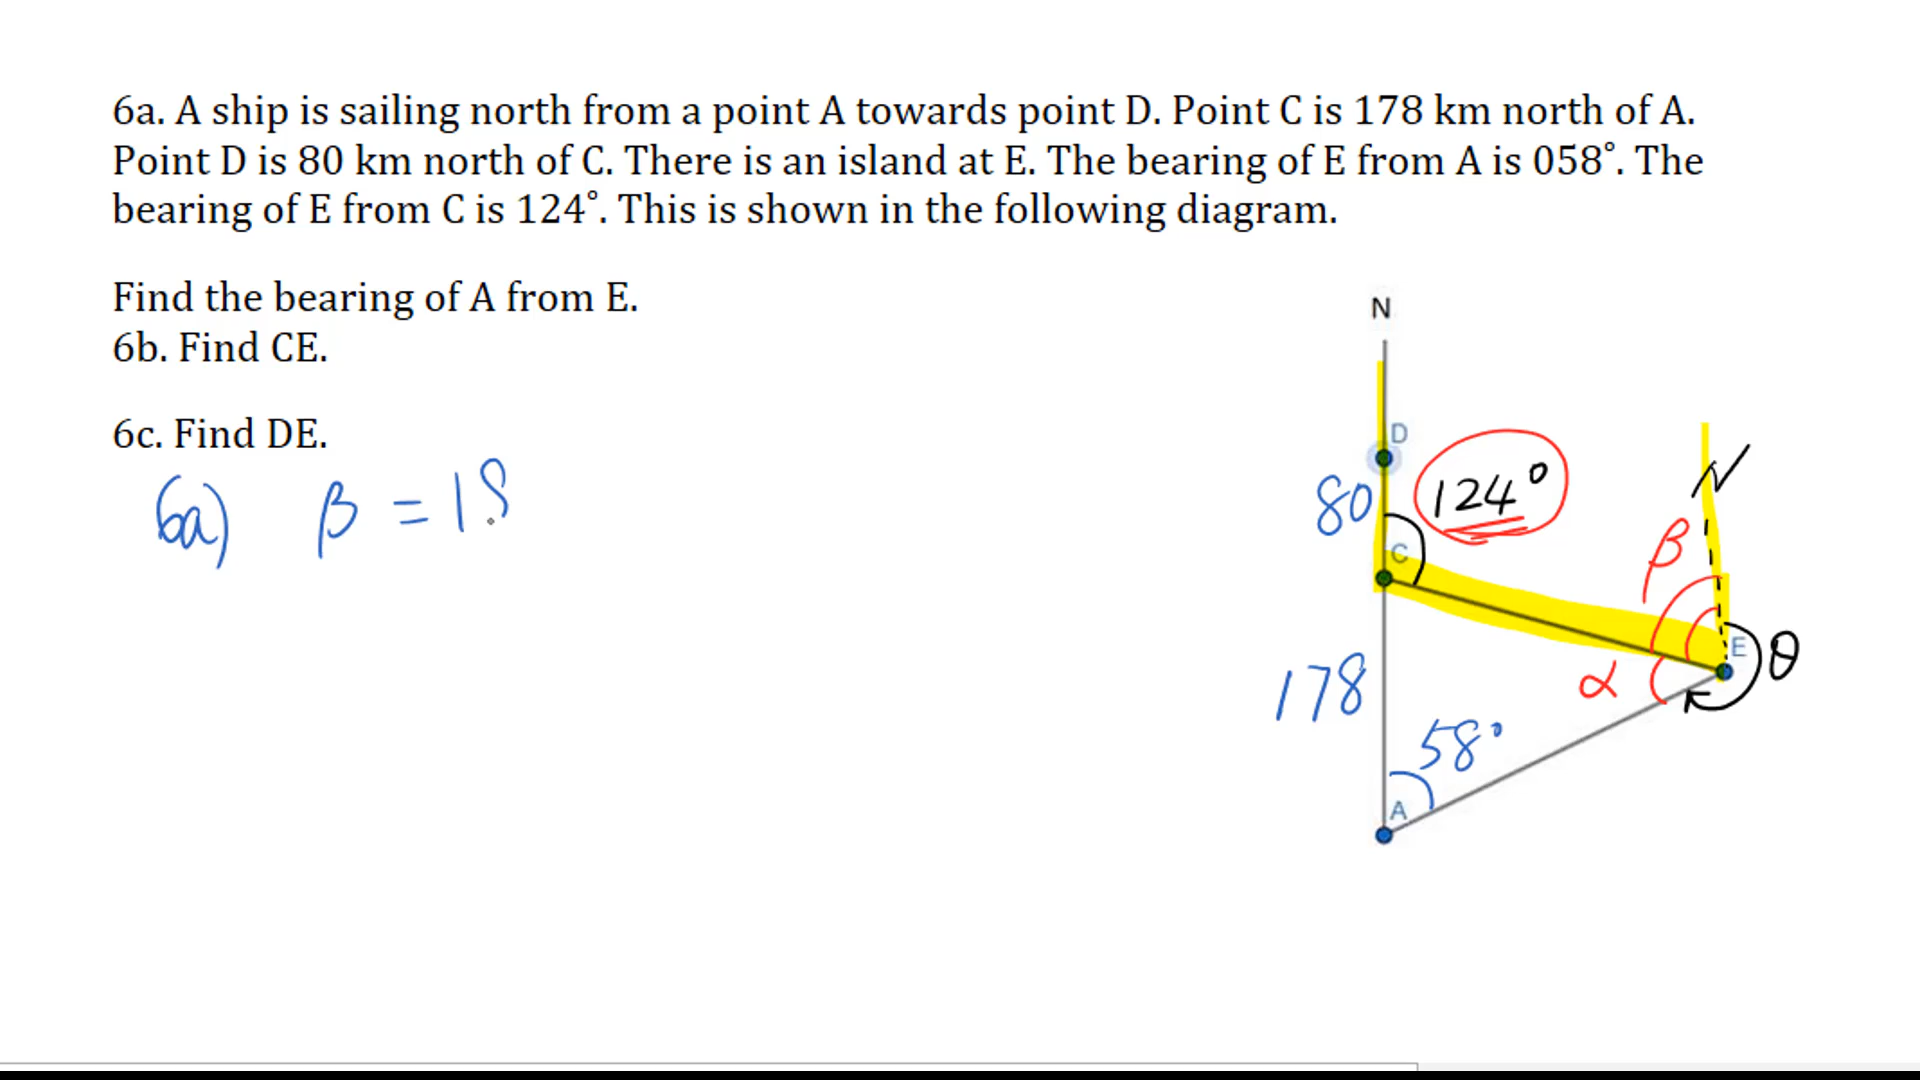 6a. A ship is sailing north from a point A towards point D. Point C is 178 km north of A.
Point D is 80 km north of C. There is an island at E. The bearing of E from A is 058°. The
bearing of E from C is 124°. This is shown in the following diagram.
Find the bearing of A from E.
6b. Find CE.
6c. Find DE.
6a) β = 18
N
D
80
124°
N
C
β
E
θ
α
178
58°
A